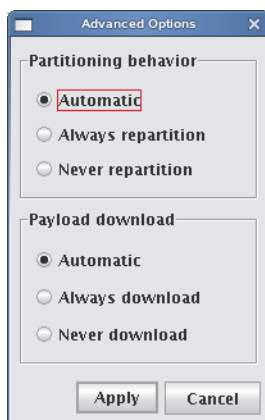 Advanced Options
Partitioning behavior
Automatic
Always repartition
Never repartition
Payload download
Automatic
Always download
Never download
Apply Cancel